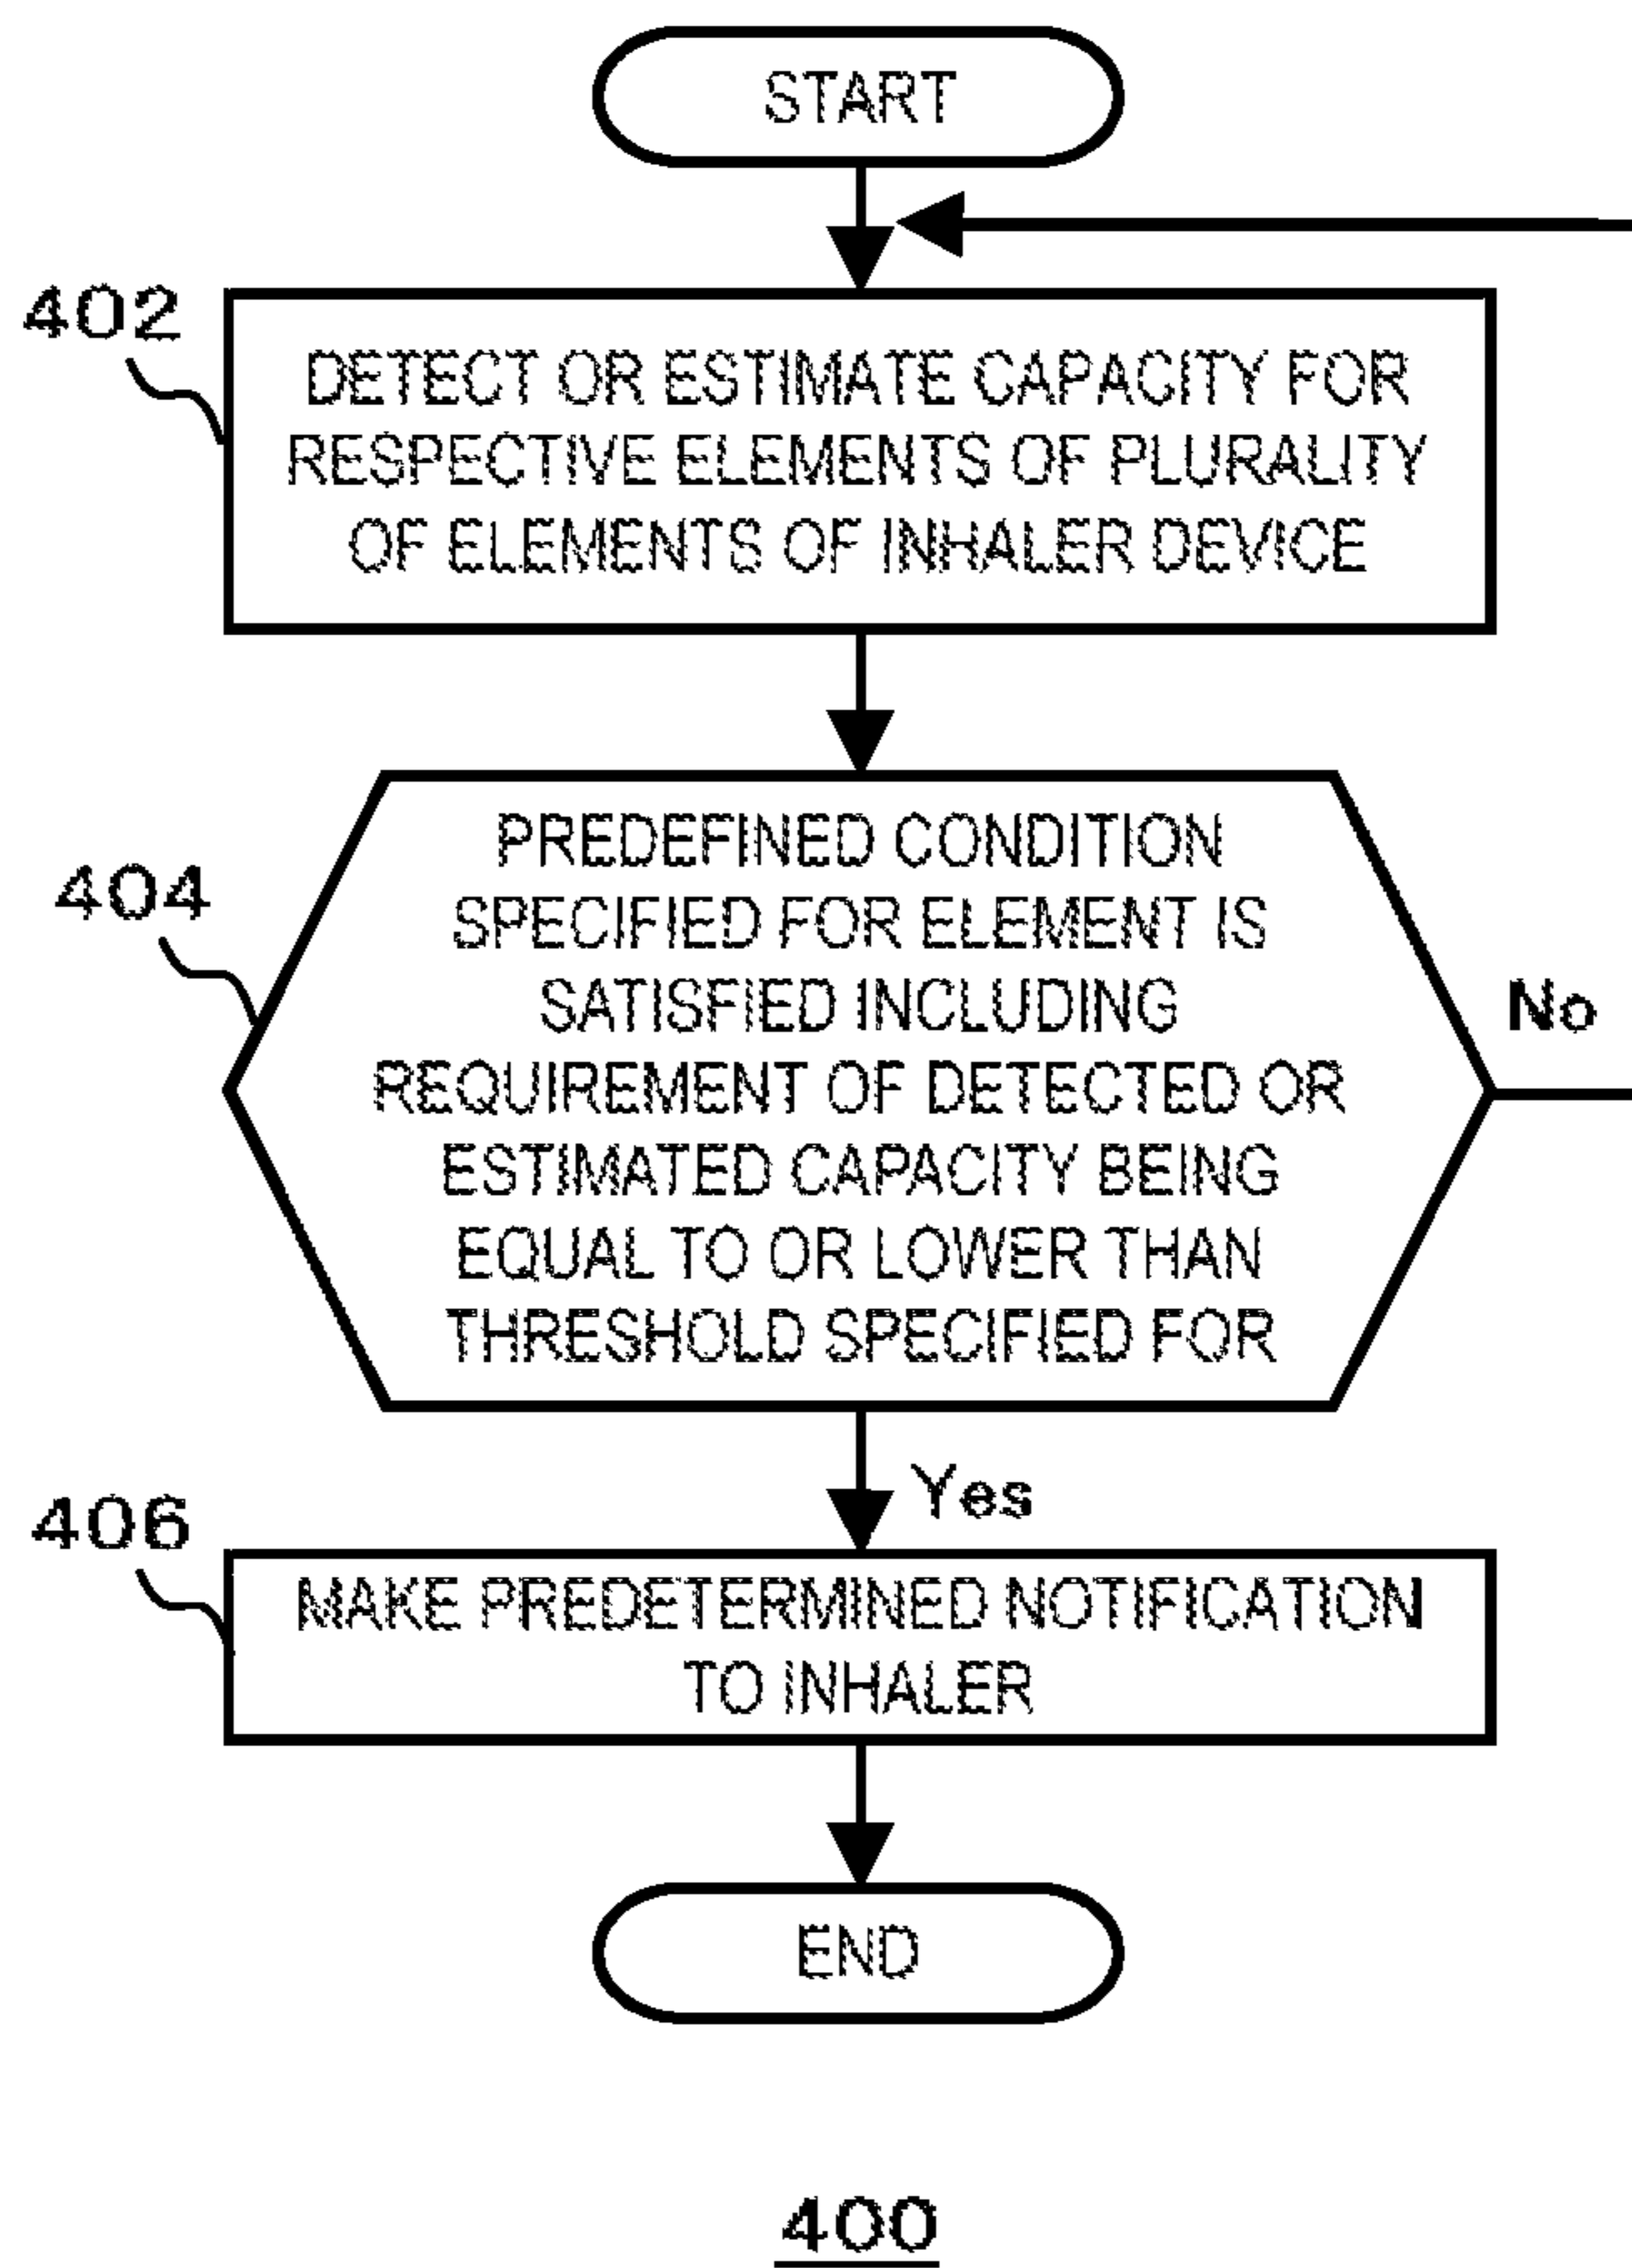 START
402
DETECT OR ESTIMATE CAPACITY FOR
RESPECTIVE ELEMENTS OF PLURALITY
OF ELEMENTS OF INHALER DEVICE
404
PREDEFINED CONDITION
SPECIFIED FOR ELEMENT IS
SATISFIED INCLUDING
REQUIREMENT OF DETECTED OR
ESTIMATED CAPACITY BEING
EQUAL TO OR LOWER THAN
THRESHOLD SPECIFIED FOR
No
Yes
406
MAKE PREDETERMINED NOTIFICATION
TO INHALER
END
400